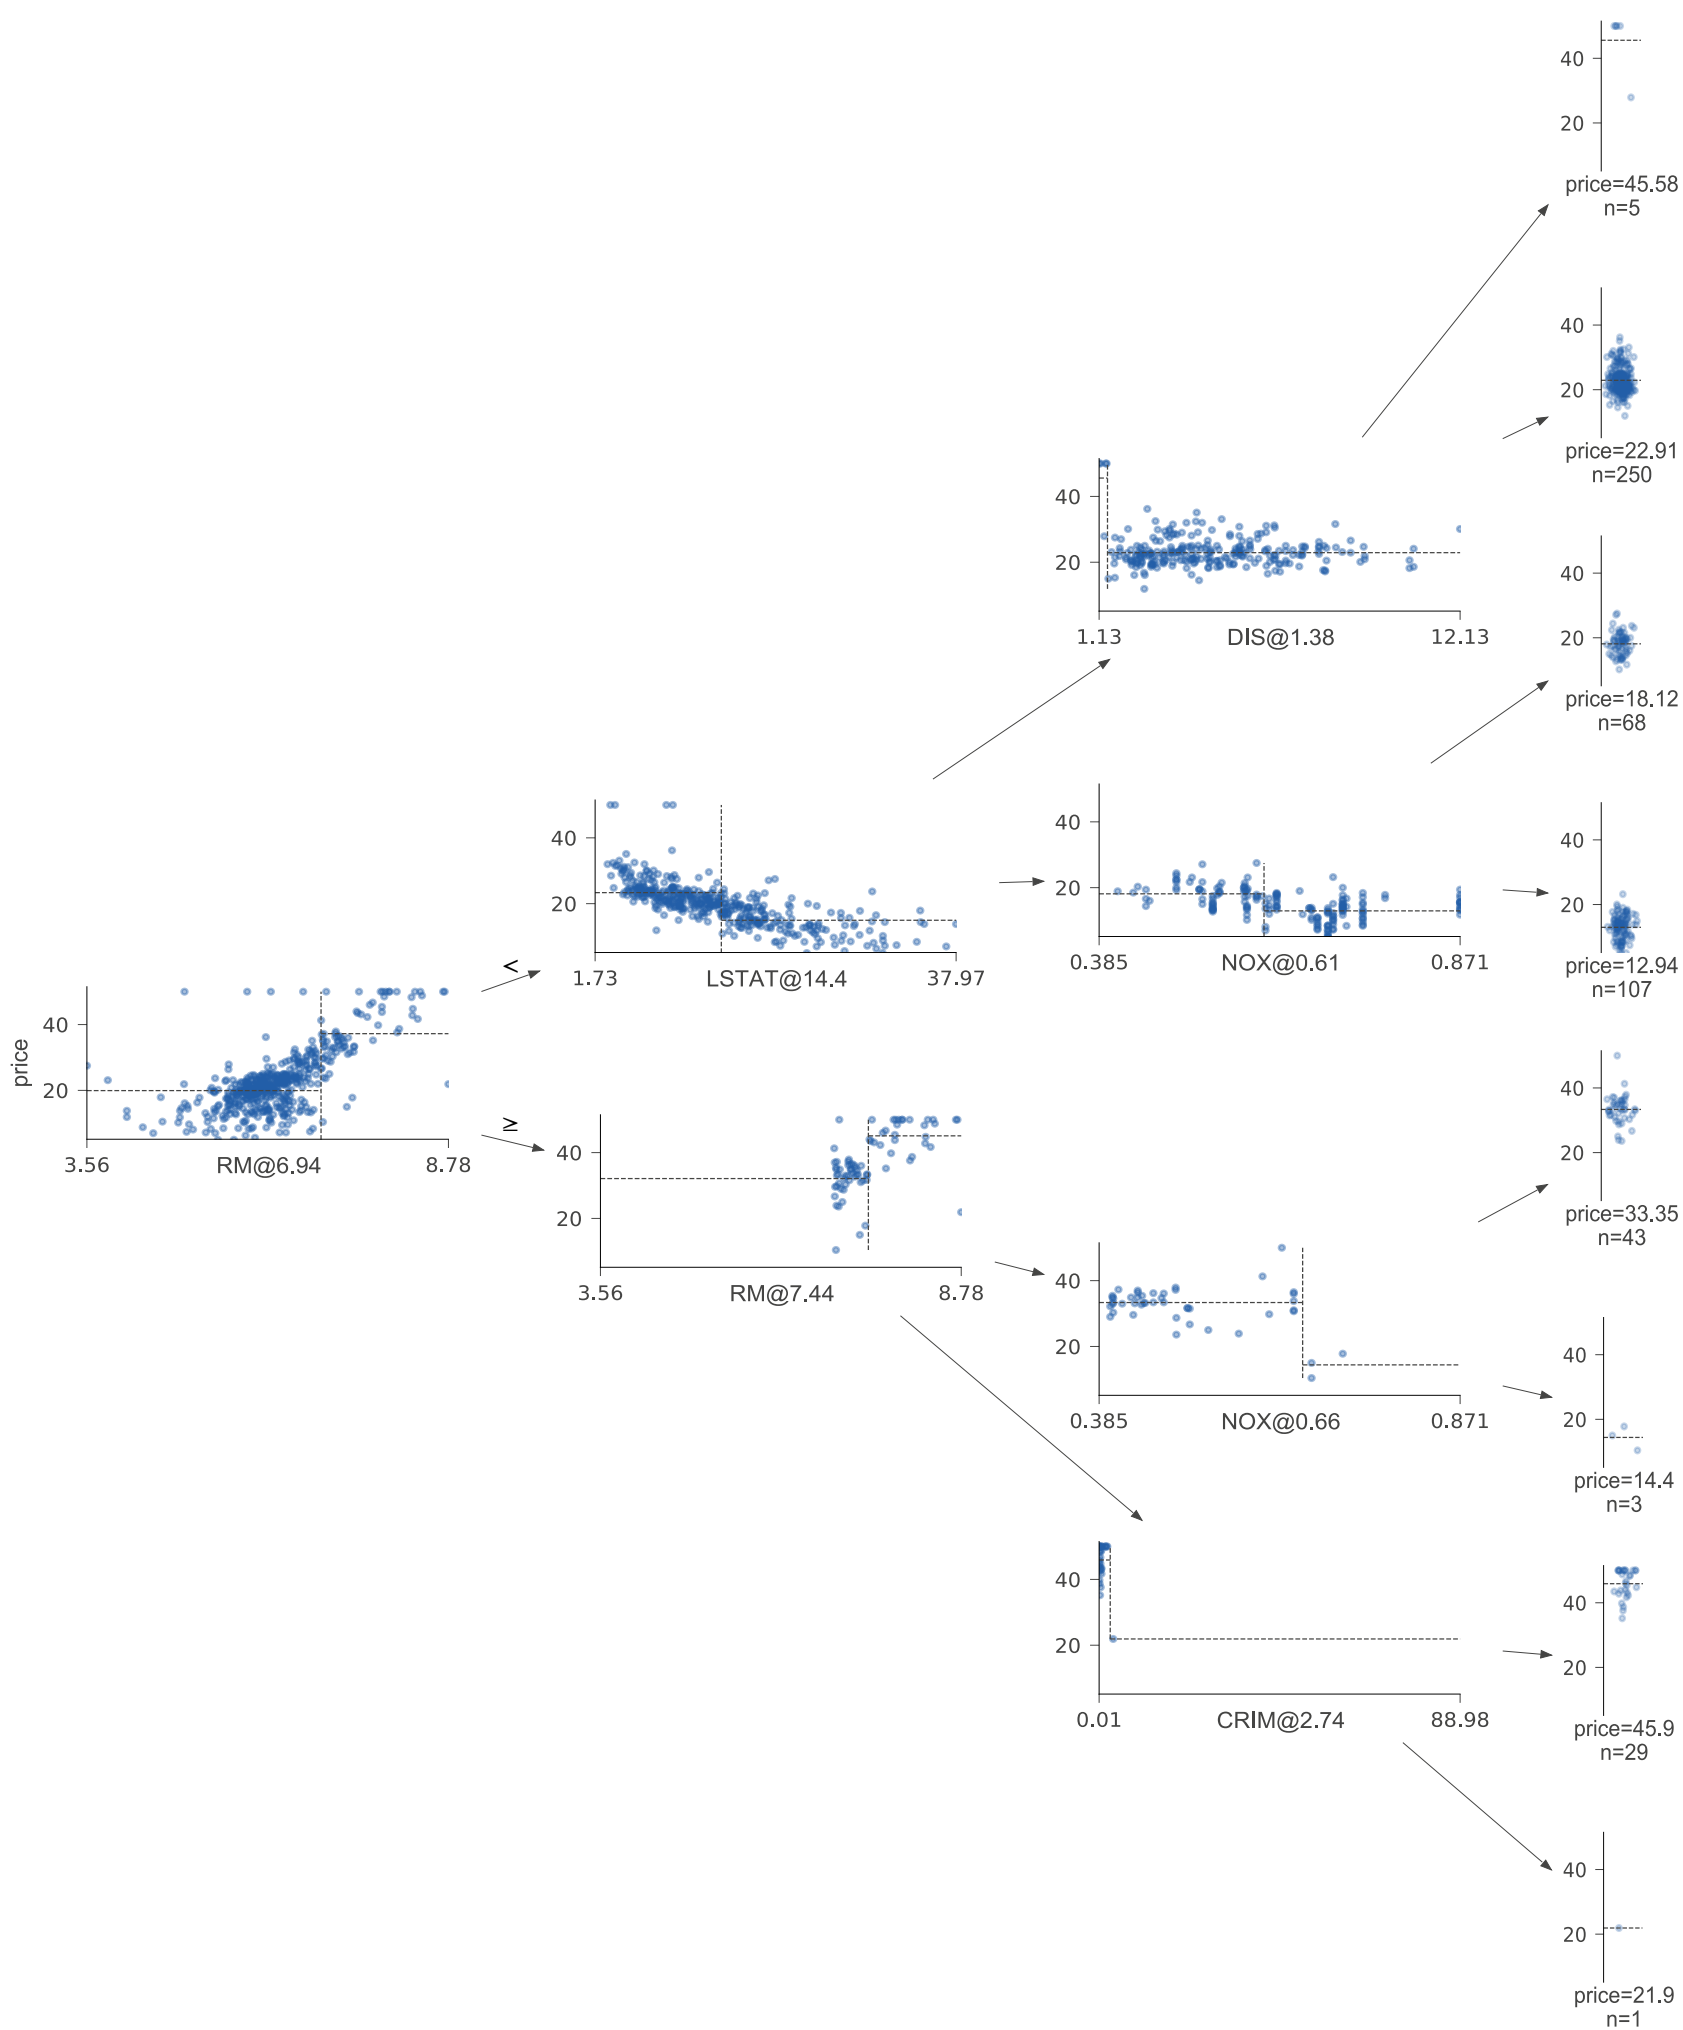 40
20
price=45.58
n=5
40
20
price=22.91
n=250
40
20
1.13 DIS@1.38 12.13
40
20
price=18.12
n=68
40
20
1.73 LSTAT@14.4 37.97
40
20
0.385 NOX@0.61 0.871
40
20
price=12.94
n=107
<
price
40
20
3.56 RM@6.94 8.78
≥
40
20
3.56 RM@7.44 8.78
40
20
price=33.35
n=43
40
20
0.385 NOX@0.66 0.871
40
20
price=14.4
n=3
40
20
0.01 CRIM@2.74 88.98
40
20
price=45.9
n=29
40
20
price=21.9
n=1